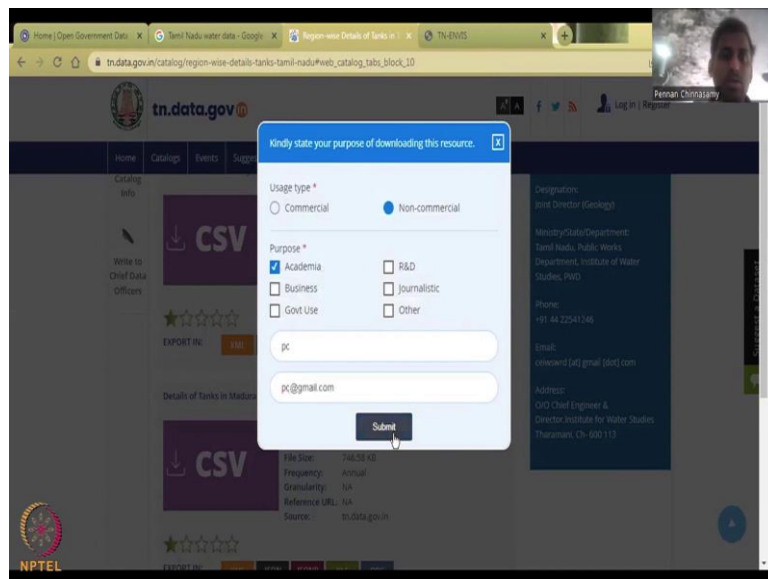 Home | Open Government Data
Tamil Nadu water data - Google
Region-wise Details of Tanks in
TN-ENVIS
tn.data.gov.in/catalog/region-wise-details-tanks-tamil-nadu#web_catalog_tabs_block_10
Pennan Chinnasamy
tn.data.gov in
A A
Log in | Register
Home Catalogs Events
Catalog
Info
Write to
Chief Data
Officers
CSV
EXPORT IN: XML
Kindly state your purpose of downloading this resource. X
Usage type *
Commercial
Non-commercial
Purpose *
Academia
R&D
Business
Journalistic
Govt Use
Other
pc
pc@gmail.com
Submit
Details of Tanks in Madura
CSV
File Size: 746.58 KB
Frequency: Annual
Granularity: NA
Reference URL: NA
Source: tn.data.gov.in
EXPORT IN:
Designation:
Joint Director (Geology)
Ministry/State/Department:
Tamil Nadu, Public Works
Department, Institute of Water
Studies, PWD
Phone:
+91 44 22541246
Email:
Address:
O/O Chief Engineer &
Director, Institute for Water Studies
Tharamani, Ch- 600 113
Suggest a Dataset
NPTEL